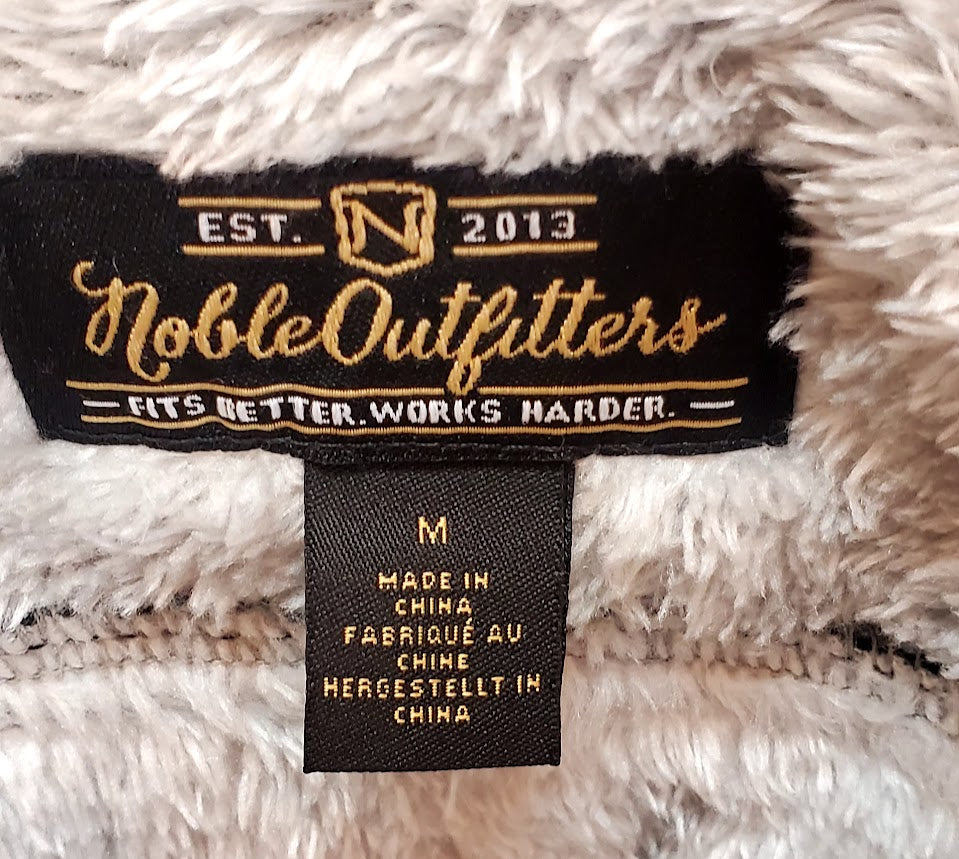 EST. N 2013
NobleOutfitters
FITS BETTER. WORKS HARDER.
M
MADE IN
CHINA
FABRIQUÉ AU
CHINE
HERGESTELLT IN
CHINA